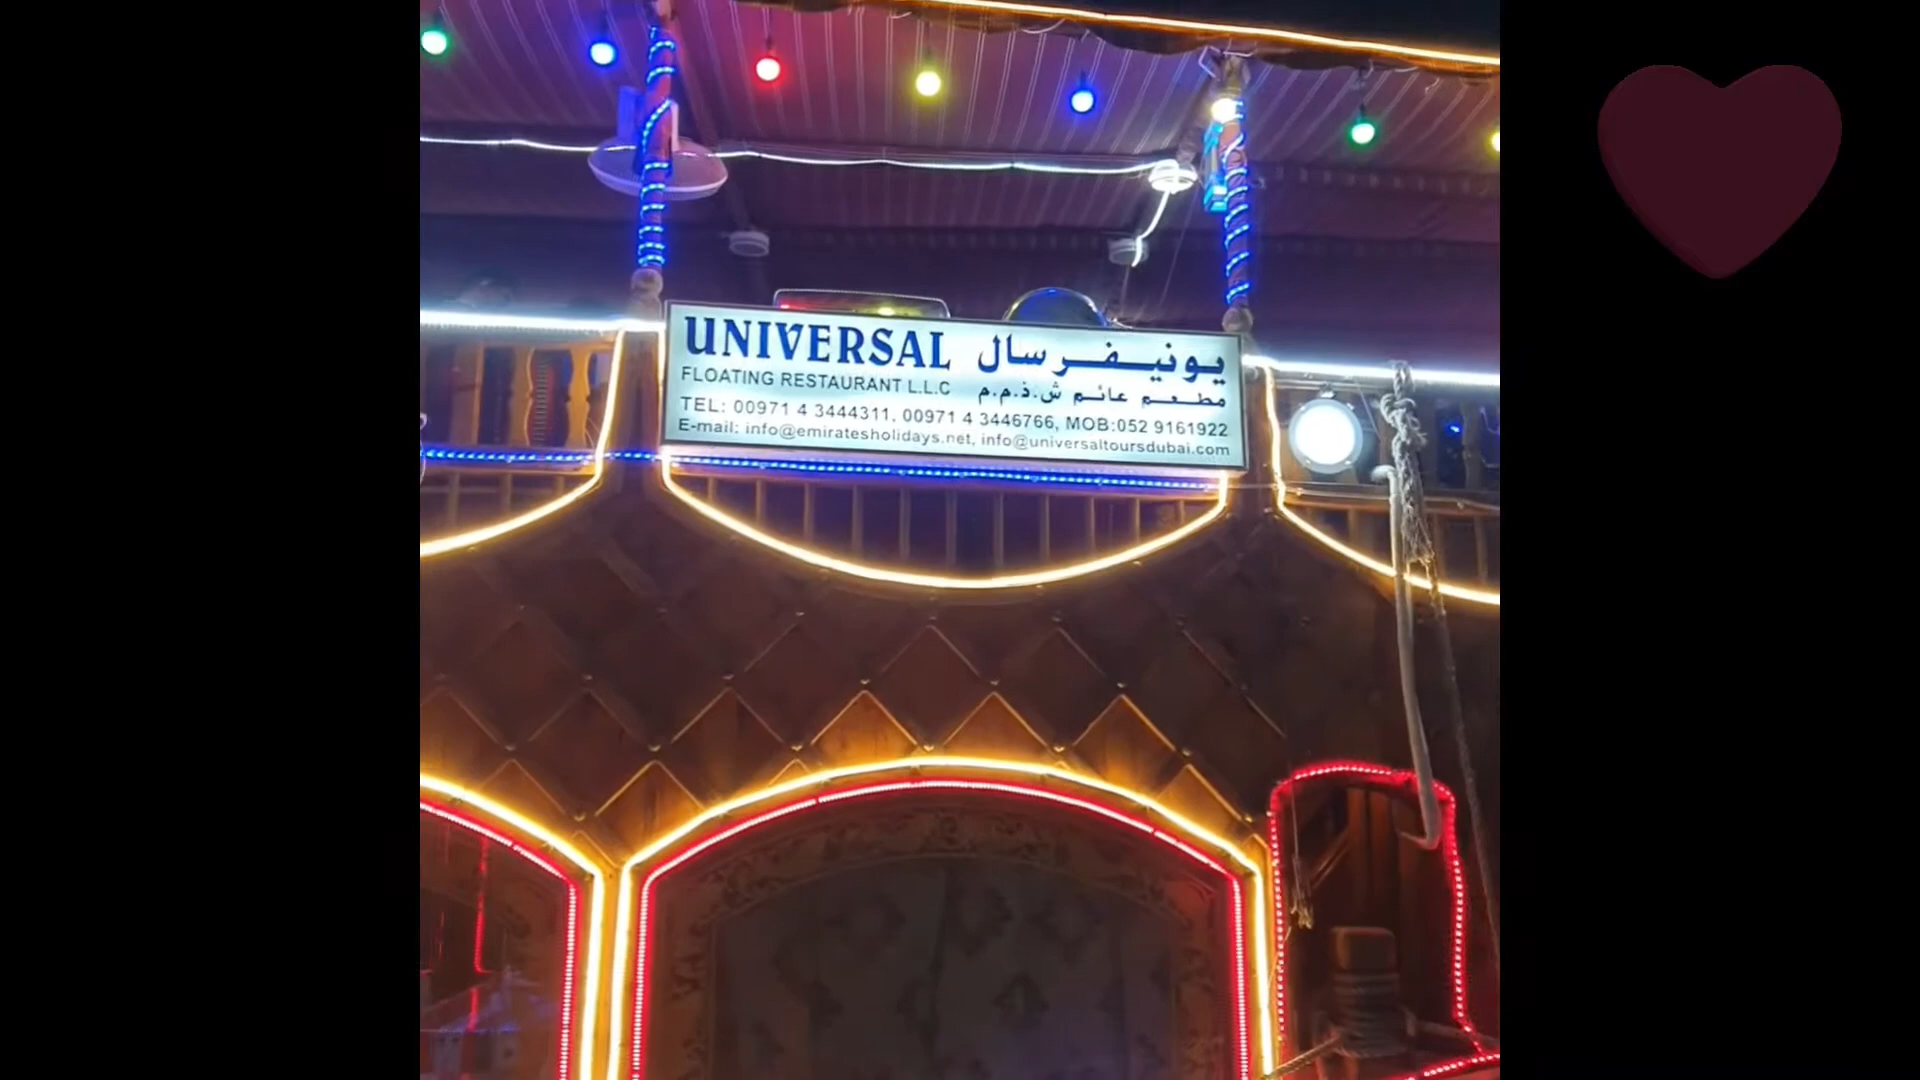 UNIVERSAL يونيفرسال
FLOATING RESTAURANT L.L.C مطعم عائم ش.ذ.م.م
TEL: 00971 4 3444311, 00971 4 3446766, MOB:052 9161922
E-mail: info@emiratesholidays.net, info@universaltoursdubai.com